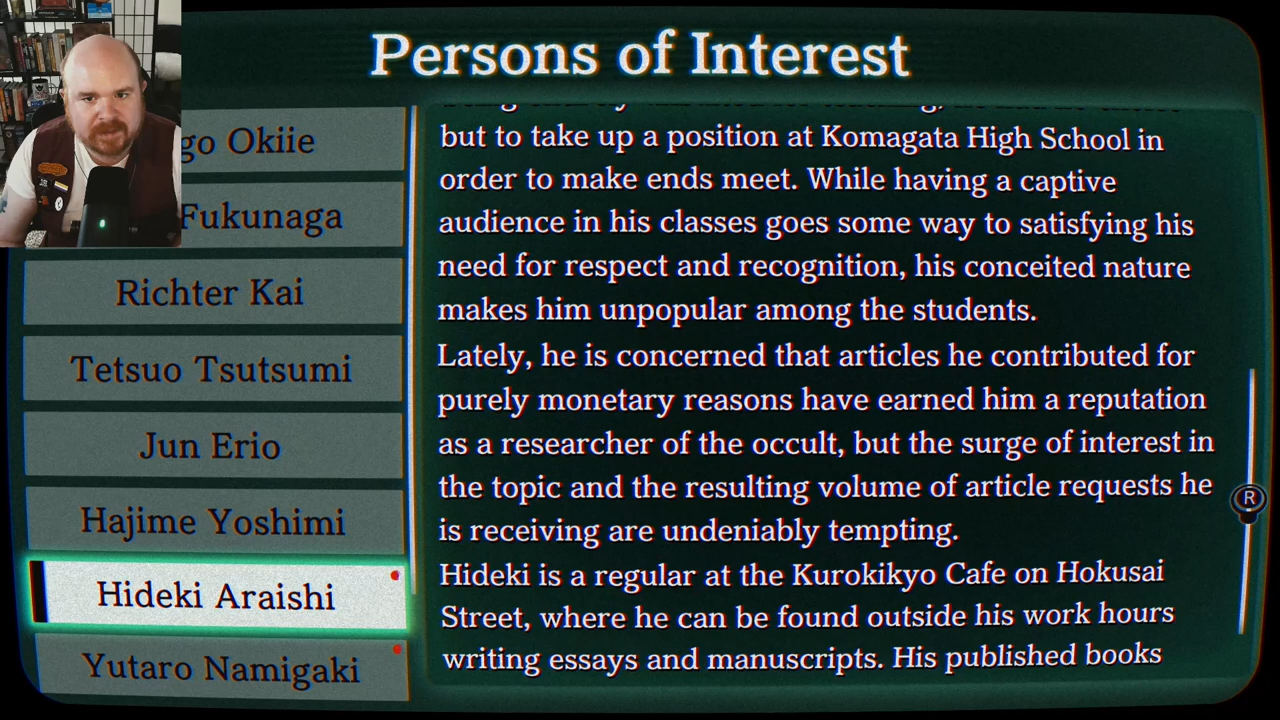 Persons of Interest
go Okiie
Fukunaga
Richter Kai
Tetsuo Tsutsumi
Jun Erio
Hajime Yoshimi
Hideki Araishi
Yutaro Namigaki
but to take up a position at Komagata High School in
order to make ends meet. While having a captive
audience in his classes goes some way to satisfying his
need for respect and recognition, his conceited nature
makes him unpopular among the students.
Lately, he is concerned that articles he contributed for
purely monetary reasons have earned him a reputation
as a researcher of the occult, but the surge of interest in
the topic and the resulting volume of article requests he
is receiving are undeniably tempting.
Hideki is a regular at the Kurokikyo Cafe on Hokusai
Street, where he can be found outside his work hours
writing essays and manuscripts. His published books
R